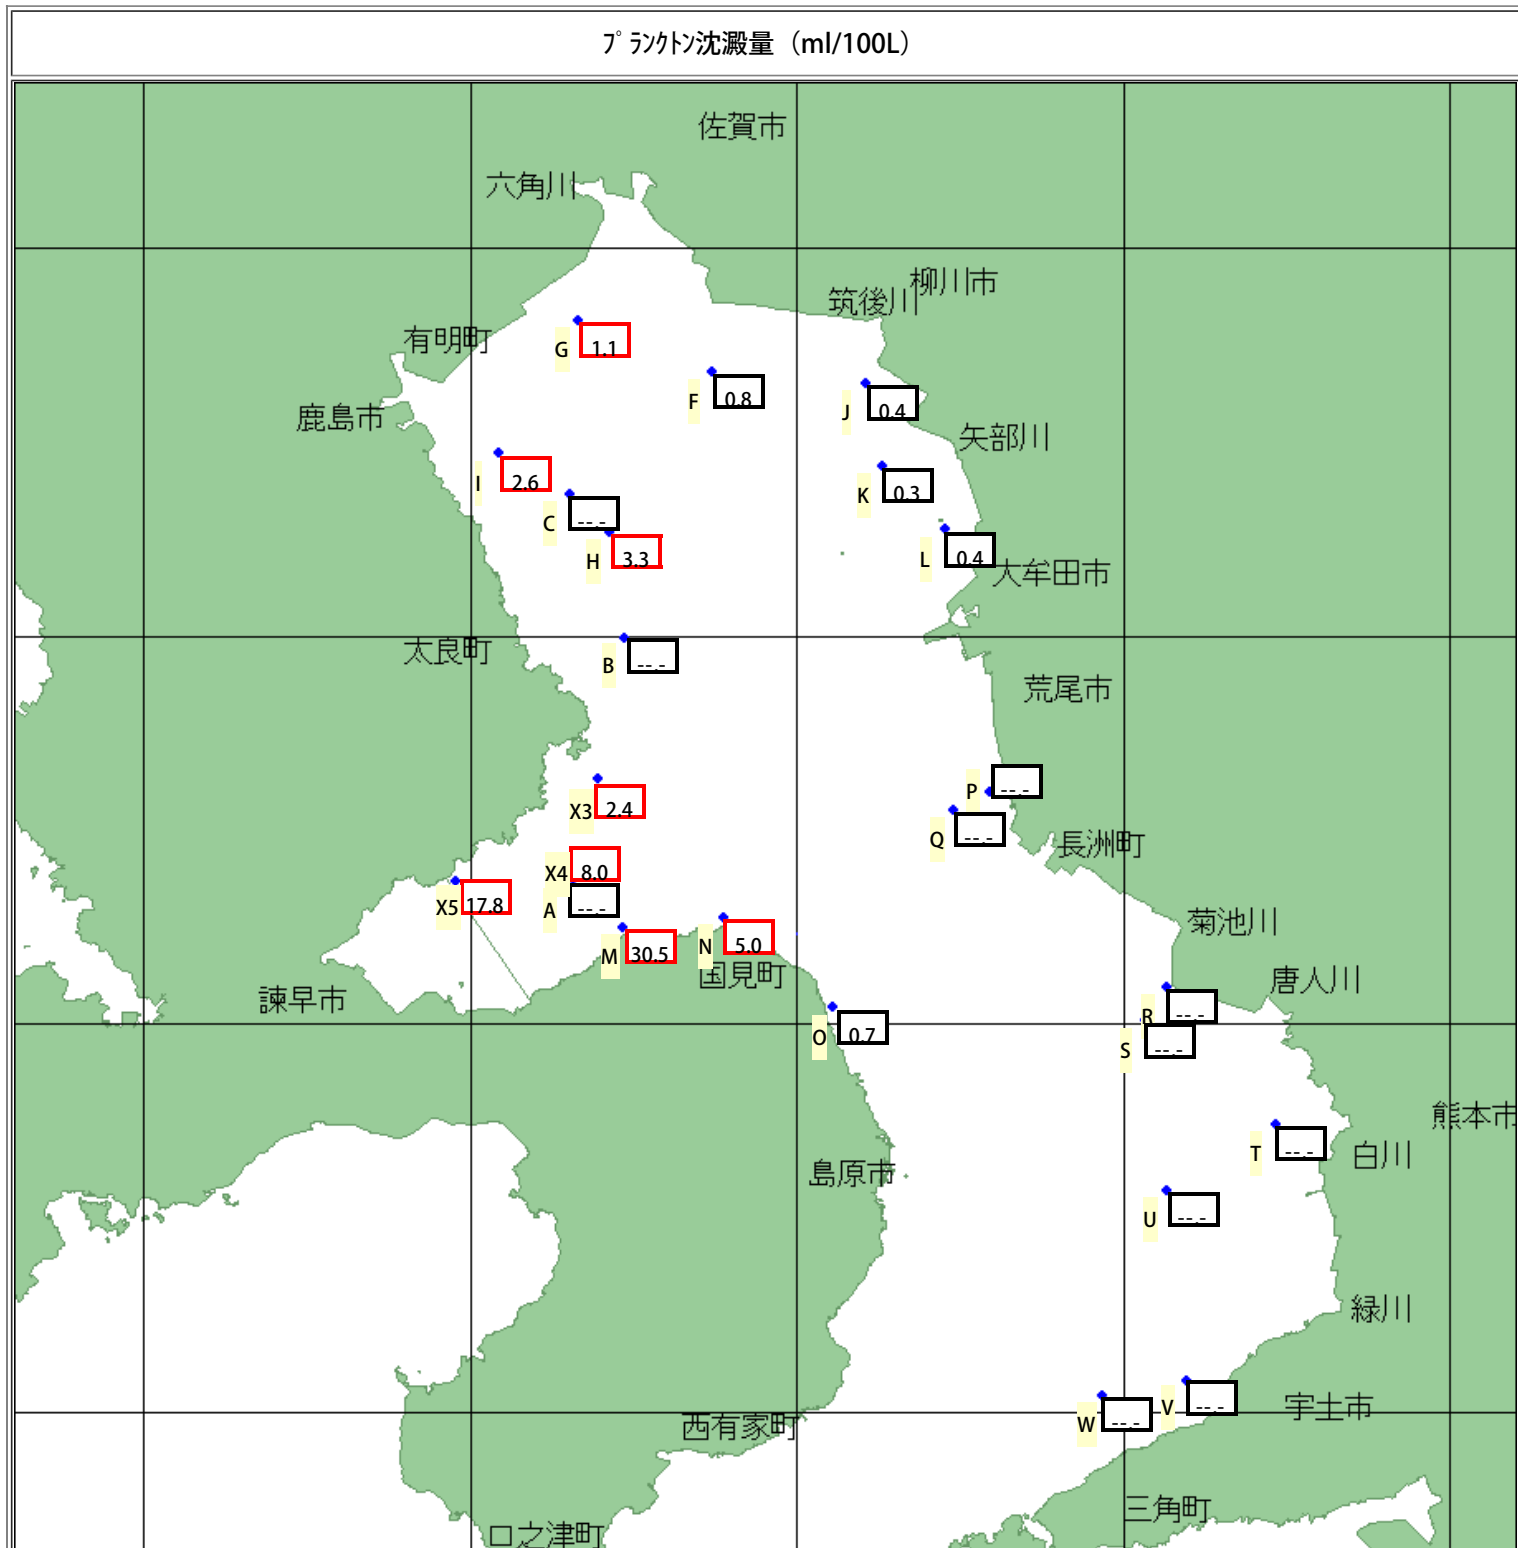 ﾌﾟﾗﾝｸﾄﾝ沈澱量 (ml/100L)
佐賀市
六角川
柳川市
筑後川
有明町
G 1.1
F 0.8
J 0.4
鹿島市
矢部川
I 2.6
K 0.3
C --.-
H 3.3
L 0.4
大牟田市
太良町
B --.-
荒尾市
P --.-
X3 2.4
Q --.-
長洲町
X4 8.0
X5 17.8
A --.-
菊池川
M 30.5
N 5.0
国見町
唐人川
諫早市
R --.-
O 0.7
S --.-
熊本市
T --.-
白川
島原市
U --.-
緑川
V --.-
宇土市
W --.-
西有家町
三角町
口之津町